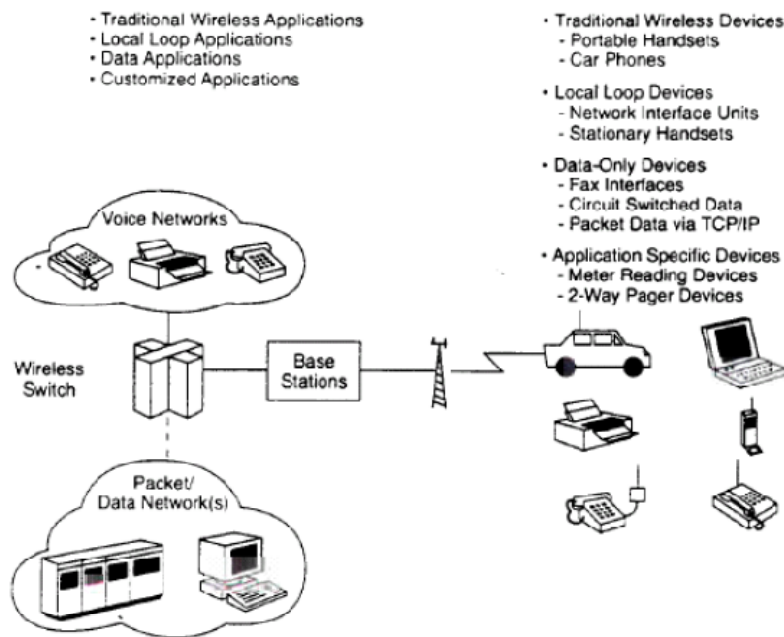 - Traditional Wireless Applications
- Local Loop Applications
- Data Applications
- Customized Applications
• Traditional Wireless Devices
- Portable Handsets
- Car Phones
• Local Loop Devices
- Network Interface Units
- Stationary Handsets
• Data-Only Devices
- Fax Interfaces
- Circuit Switched Data
- Packet Data via TCP/IP
• Application Specific Devices
- Meter Reading Devices
- 2-Way Pager Devices
Voice Networks
Wireless
Switch
Base
Stations
Packet/
Data Network(s)